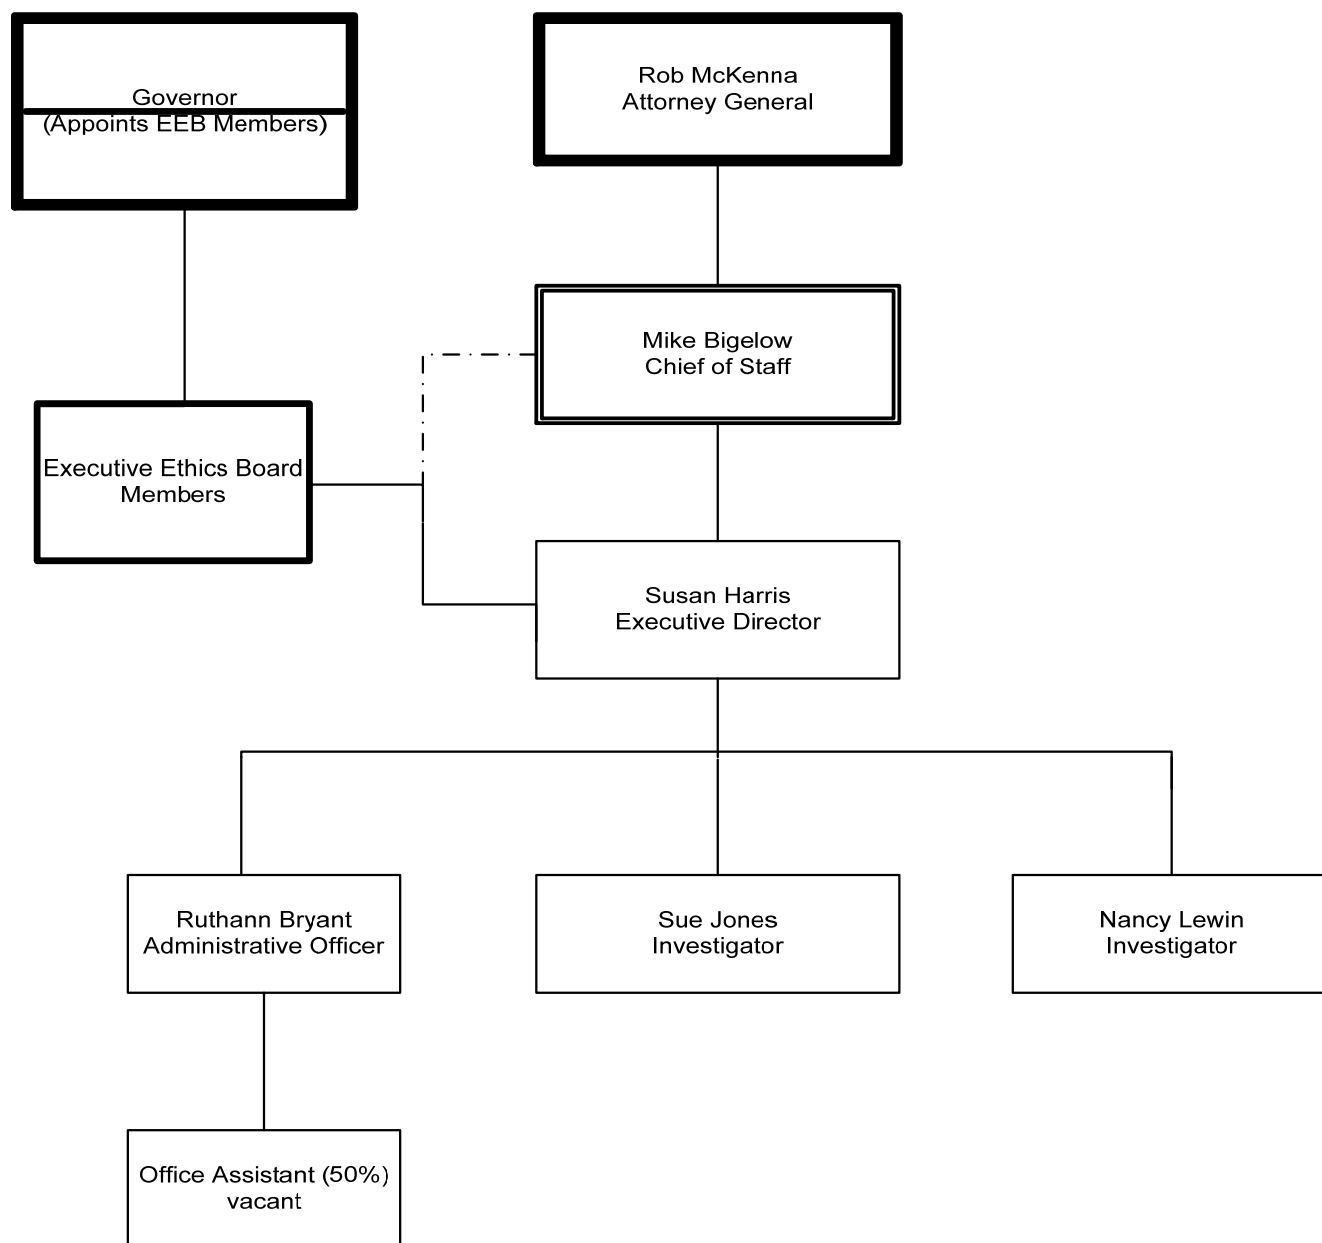 Governor
(Appoints EEB Members)
Rob McKenna
Attorney General
Mike Bigelow
Chief of Staff
Executive Ethics Board
Members
Susan Harris
Executive Director
Ruthann Bryant
Administrative Officer
Sue Jones
Investigator
Nancy Lewin
Investigator
Office Assistant (50%)
vacant